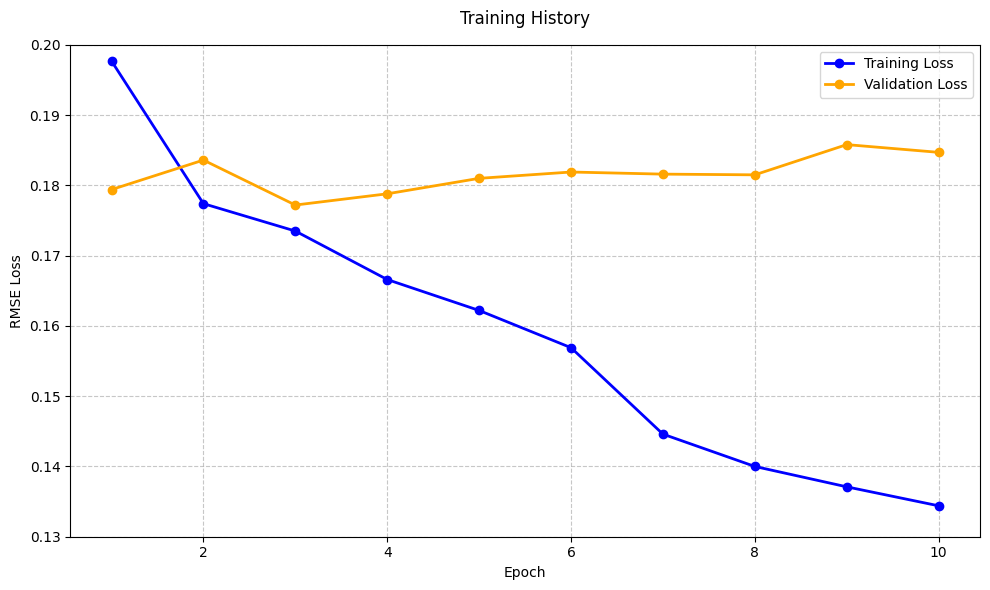 Training History
Training Loss
Validation Loss
RMSE Loss
0.20
0.19
0.18
0.17
0.16
0.15
0.14
0.13
2 4 6 8 10
Epoch